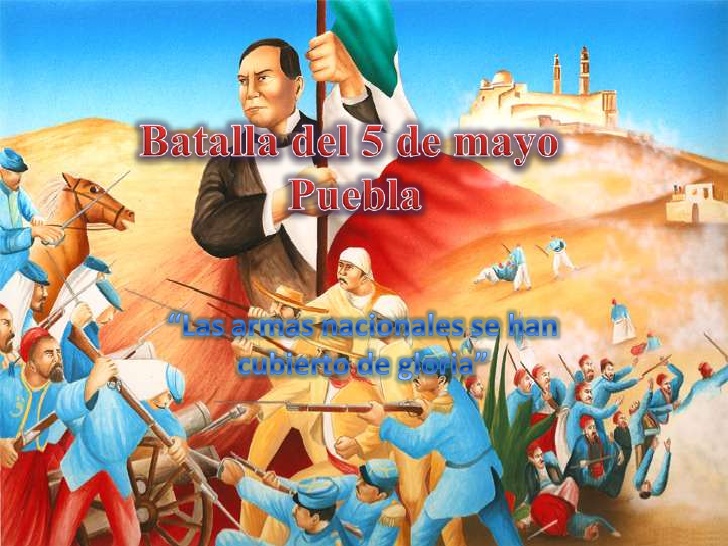 Batalla del 5 de mayo
Puebla
“Las armas nacionales se han
cubierto de gloria”